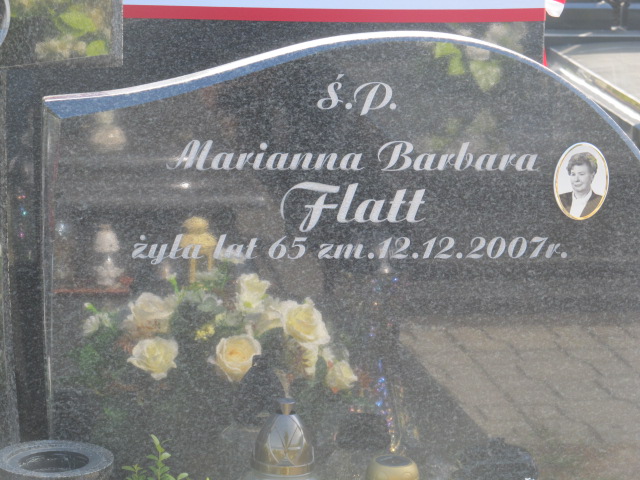 ś.p.
Marianna Barbara
Flatt
żyła lat 65 zm.12.12.2007r.